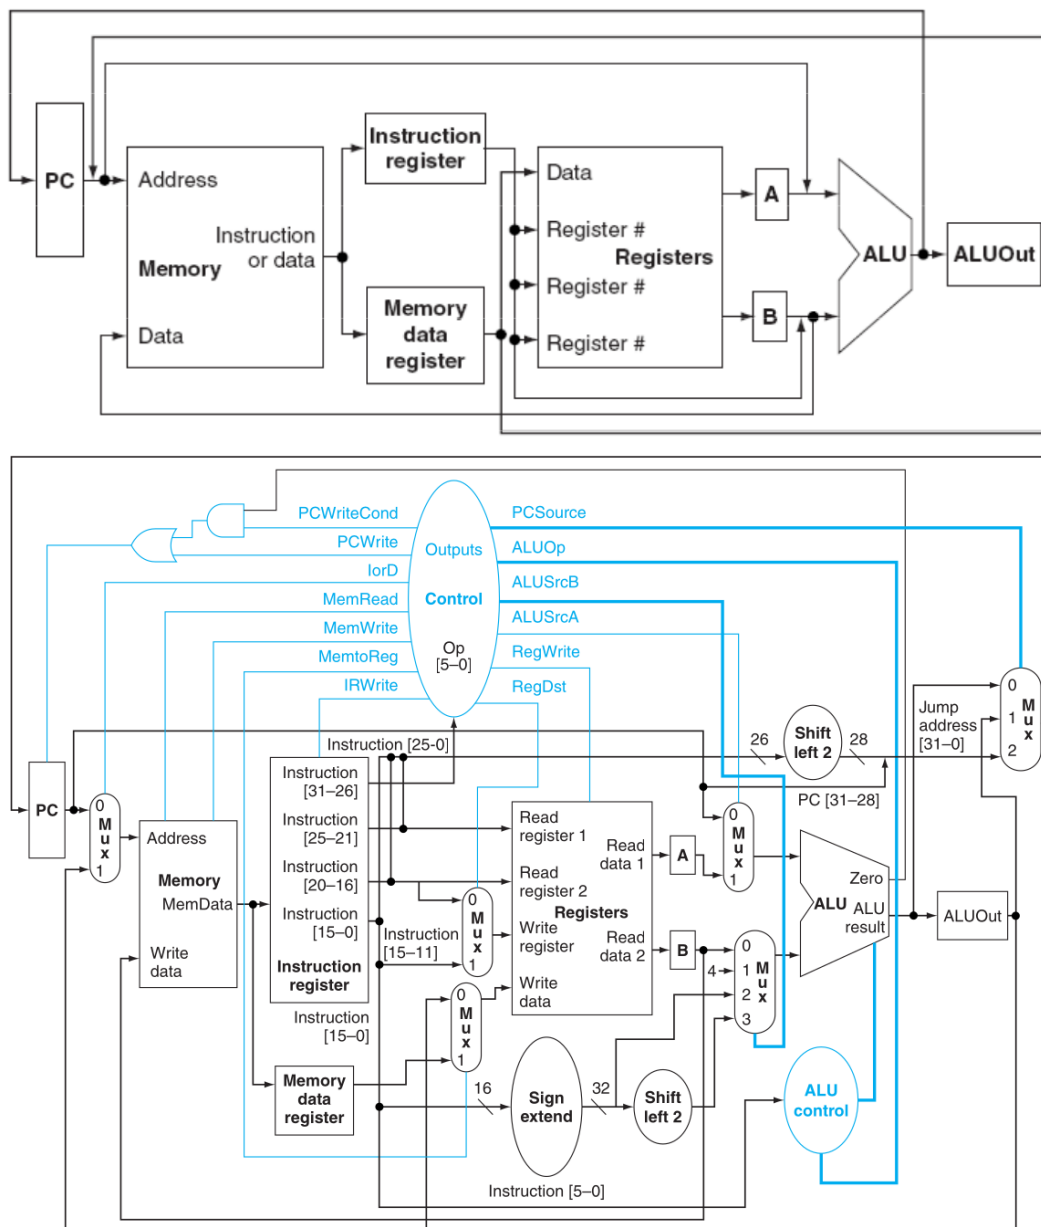 PC
Address
Instruction
or data
Memory
Data
Instruction
register
Memory
data
register
Data
Register #
Registers
Register #
Register #
A
B
ALU
ALUOut
PCWriteCond
PCWrite
IorD
MemRead
MemWrite
MemtoReg
IRWrite
Outputs
Control
Op
[5–0]
PCSource
ALUOp
ALUSrcB
ALUSrcA
RegWrite
RegDst
PC
0
M
u
x
1
Address
Memory
MemData
Write
data
Instruction [25-0]
Instruction
[31–26]
Instruction
[25–21]
Instruction
[20–16]
Instruction
[15–0]
Instruction
register
Instruction
[15–0]
Memory
data
register
Instruction
[15–11]
0
M
u
x
1
0
M
u
x
1
Read
register 1
Read
register 2
Write
register
Write
data
Registers
Read
data 1
Read
data 2
16
Sign
extend
32
Shift
left 2
Instruction [5–0]
A
B
0
M
u
x
1
4
0
1
2
3
M
u
x
26
Shift
left 2
28
Jump
address
[31–0]
PC [31–28]
0
1
2
M
u
x
Zero
ALU
ALU
result
ALUOut
ALU
control